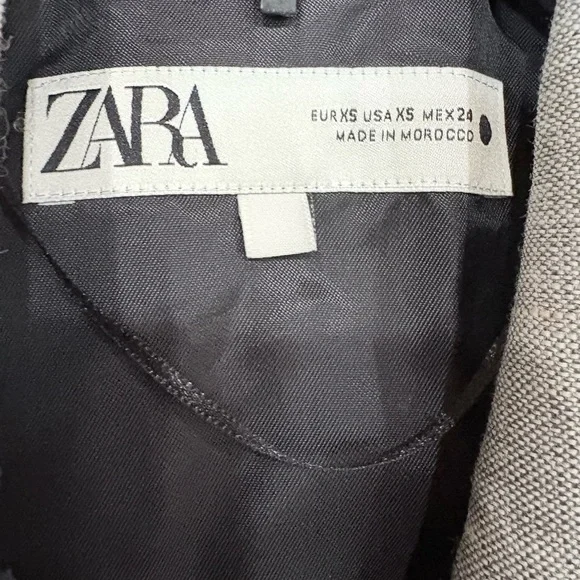 ZARA
EUR XS USA XS MEX 24
MADE IN MOROCCO